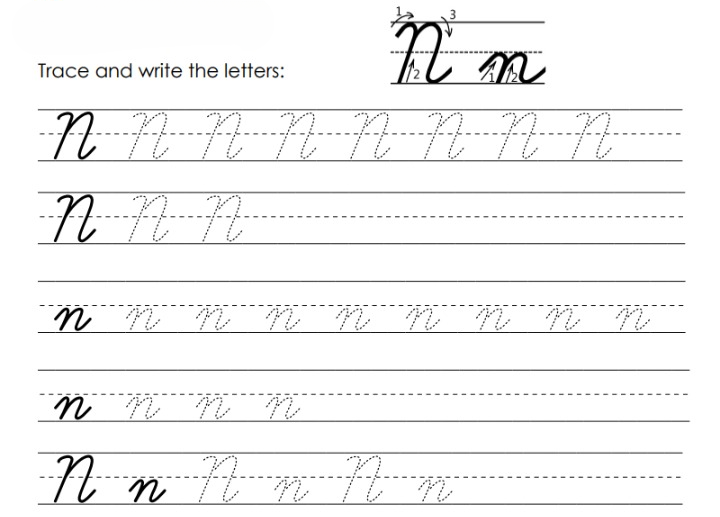 1 3
N n
2 1 2
Trace and write the letters:
N N N N N N N N
N N N
n n n n n n n n n
n n n n
N n N n N n